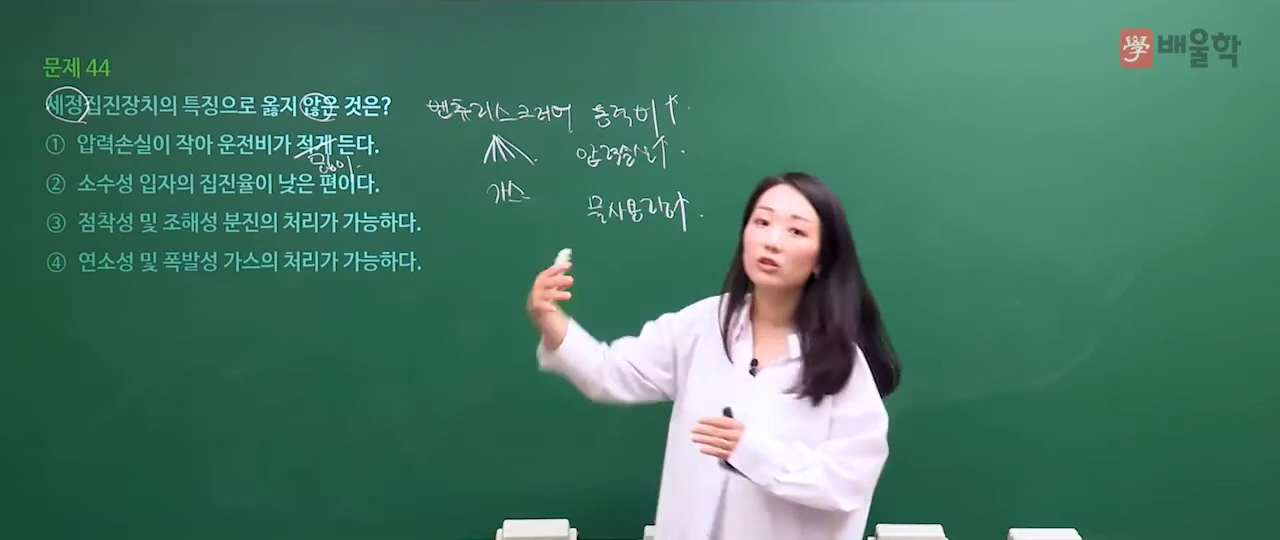 學 배울학
문제 44
세정집진장치의 특징으로 옳지 않은 것은?
① 압력손실이 작아 운전비가 적게 든다.
많이
② 소수성 입자의 집진율이 낮은 편이다.
③ 점착성 및 조해성 분진의 처리가 가능하다.
④ 연소성 및 폭발성 가스의 처리가 가능하다.
벤츄리스크러버 동력비↑
압력손실↑
가스
물사용량↑